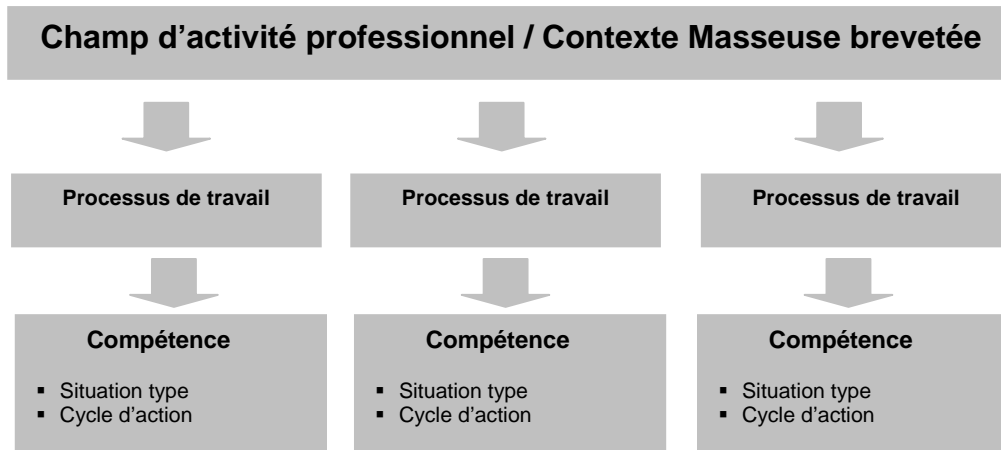 Champ d’activité professionnel / Contexte Masseuse brevetée
Processus de travail
Processus de travail
Processus de travail
Compétence
▪ Situation type
▪ Cycle d’action
Compétence
▪ Situation type
▪ Cycle d’action
Compétence
▪ Situation type
▪ Cycle d’action